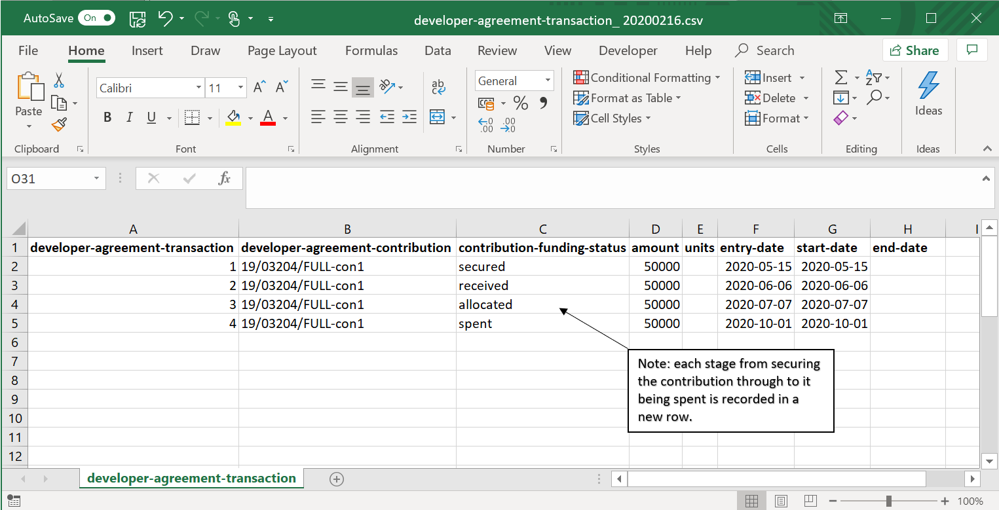 AutoSave On developer-agreement-transaction_ 20200216.csv
File Home Insert Draw Page Layout Formulas Data Review View Developer Help Search Share
Paste
Clipboard
Calibri 11 A A
B I U A
Font
ab
c
Alignment
General
% 9
←0 .00
.00 →0
Number
Conditional Formatting
Format as Table
Cell Styles
Styles
Insert
Delete
Format
Cells
Σ A Z
Editing
Ideas
Ideas
O31 fx
A B C D E F G H I
1 developer-agreement-transaction developer-agreement-contribution contribution-funding-status amount units entry-date start-date end-date
2 1 19/03204/FULL-con1 secured 50000 2020-05-15 2020-05-15
3 2 19/03204/FULL-con1 received 50000 2020-06-06 2020-06-06
4 3 19/03204/FULL-con1 allocated 50000 2020-07-07 2020-07-07
5 4 19/03204/FULL-con1 spent 50000 2020-10-01 2020-10-01
6
7
8
9
10
11
12
Note: each stage from securing
the contribution through to it
being spent is recorded in a
new row.
developer-agreement-transaction
100%